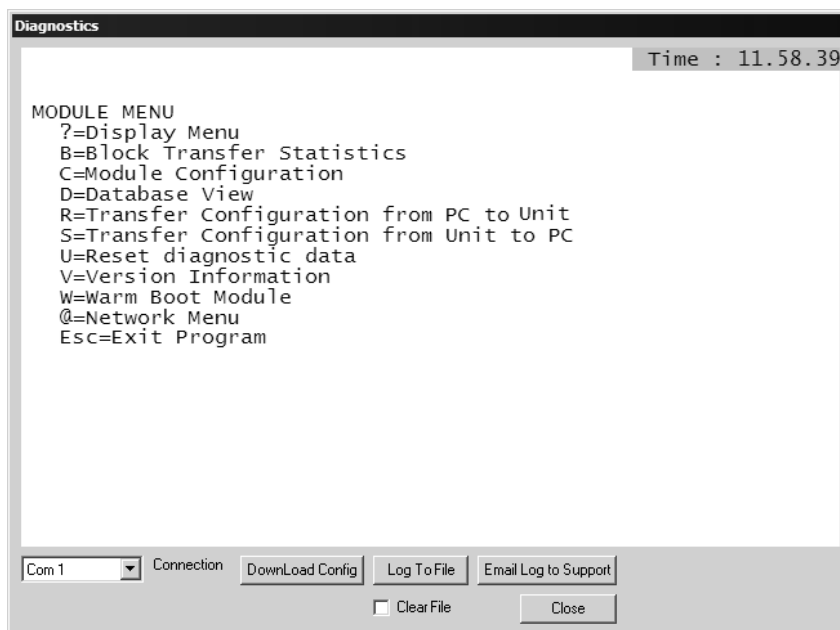 Diagnostics
Time : 11.58.39
MODULE MENU
?=Display Menu
B=Block Transfer Statistics
C=Module Configuration
D=Database View
R=Transfer Configuration from PC to Unit
S=Transfer Configuration from Unit to PC
U=Reset diagnostic data
V=Version Information
W=Warm Boot Module
@=Network Menu
Esc=Exit Program
Com 1 Connection DownLoad Config Log To File Email Log to Support
Clear File Close